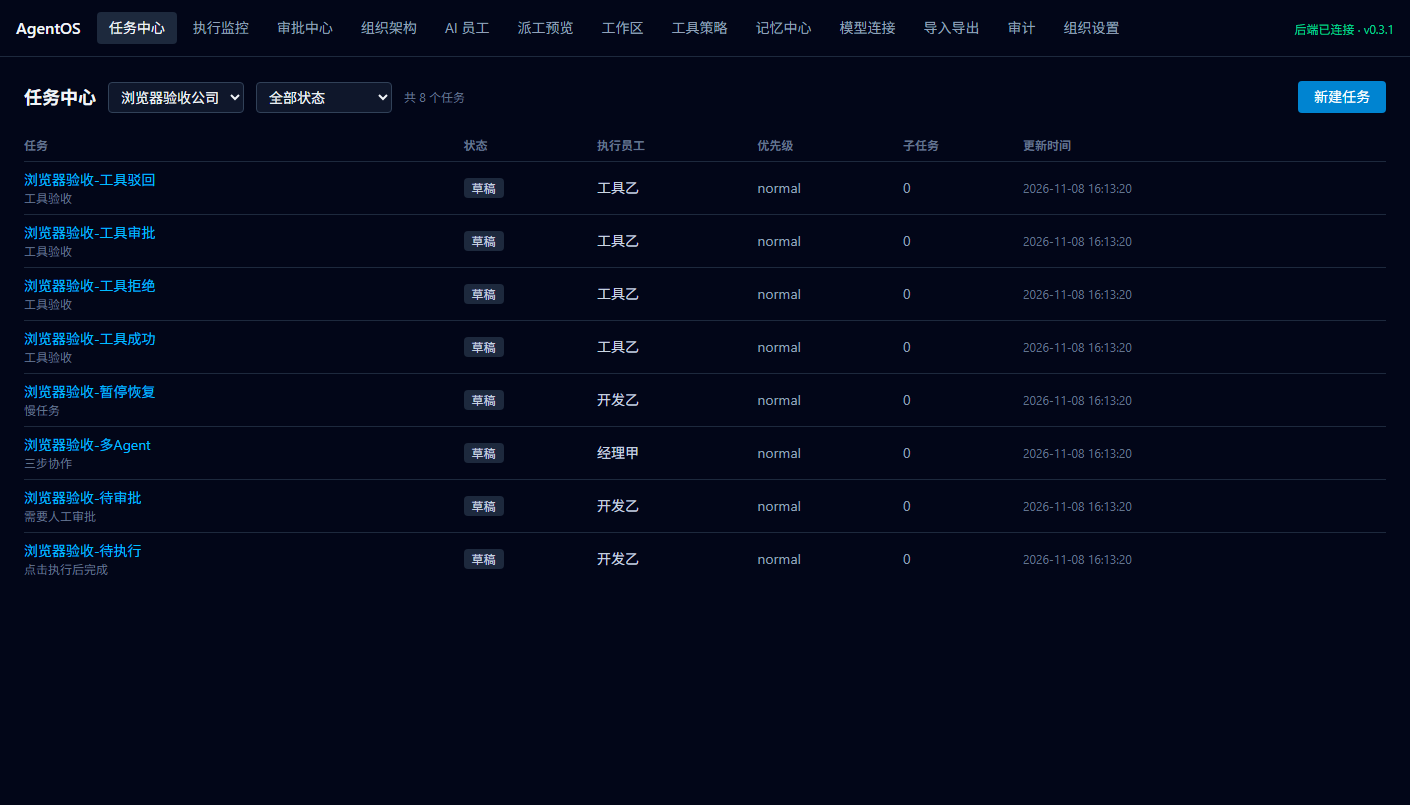 AgentOS 任务中心 执行监控 审批中心 组织架构 AI 员工 派工预览 工作区 工具策略 记忆中心 模型连接 导入导出 审计 组织设置 后端已连接 · v0.3.1
任务中心 浏览器验收公司 全部状态 共 8 个任务 新建任务
任务 状态 执行员工 优先级 子任务 更新时间
浏览器验收-工具驳回 草稿 工具乙 normal 0 2026-11-08 16:13:20
工具验收
浏览器验收-工具审批 草稿 工具乙 normal 0 2026-11-08 16:13:20
工具验收
浏览器验收-工具拒绝 草稿 工具乙 normal 0 2026-11-08 16:13:20
工具验收
浏览器验收-工具成功 草稿 工具乙 normal 0 2026-11-08 16:13:20
工具验收
浏览器验收-暂停恢复 草稿 开发乙 normal 0 2026-11-08 16:13:20
慢任务
浏览器验收-多Agent 草稿 经理甲 normal 0 2026-11-08 16:13:20
三步协作
浏览器验收-待审批 草稿 开发乙 normal 0 2026-11-08 16:13:20
需要人工审批
浏览器验收-待执行 草稿 开发乙 normal 0 2026-11-08 16:13:20
点击执行后完成